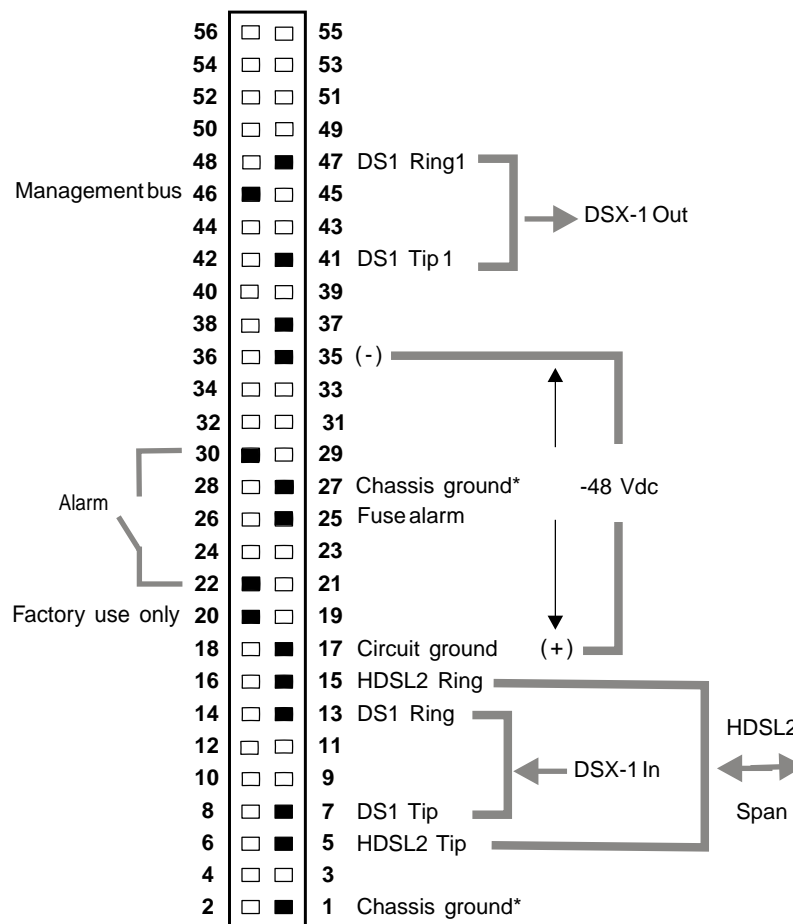 56 55
54 53
52 51
50 49
48 47 DS1 Ring1
Management bus 46 45
DSX-1 Out
44 43
42 41 DS1 Tip 1
40 39
38 37
36 35 (-)
34 33
32 31
30 29
28 27 Chassis ground* -48 Vdc
Alarm
26 25 Fuse alarm
24 23
22 21
Factory use only 20 19
18 17 Circuit ground (+)
16 15 HDSL2 Ring
14 13 DS1 Ring
HDSL2
12 11
DSX-1 In
10 9
8 7 DS1 Tip Span
6 5 HDSL2 Tip
4 3
2 1 Chassis ground*